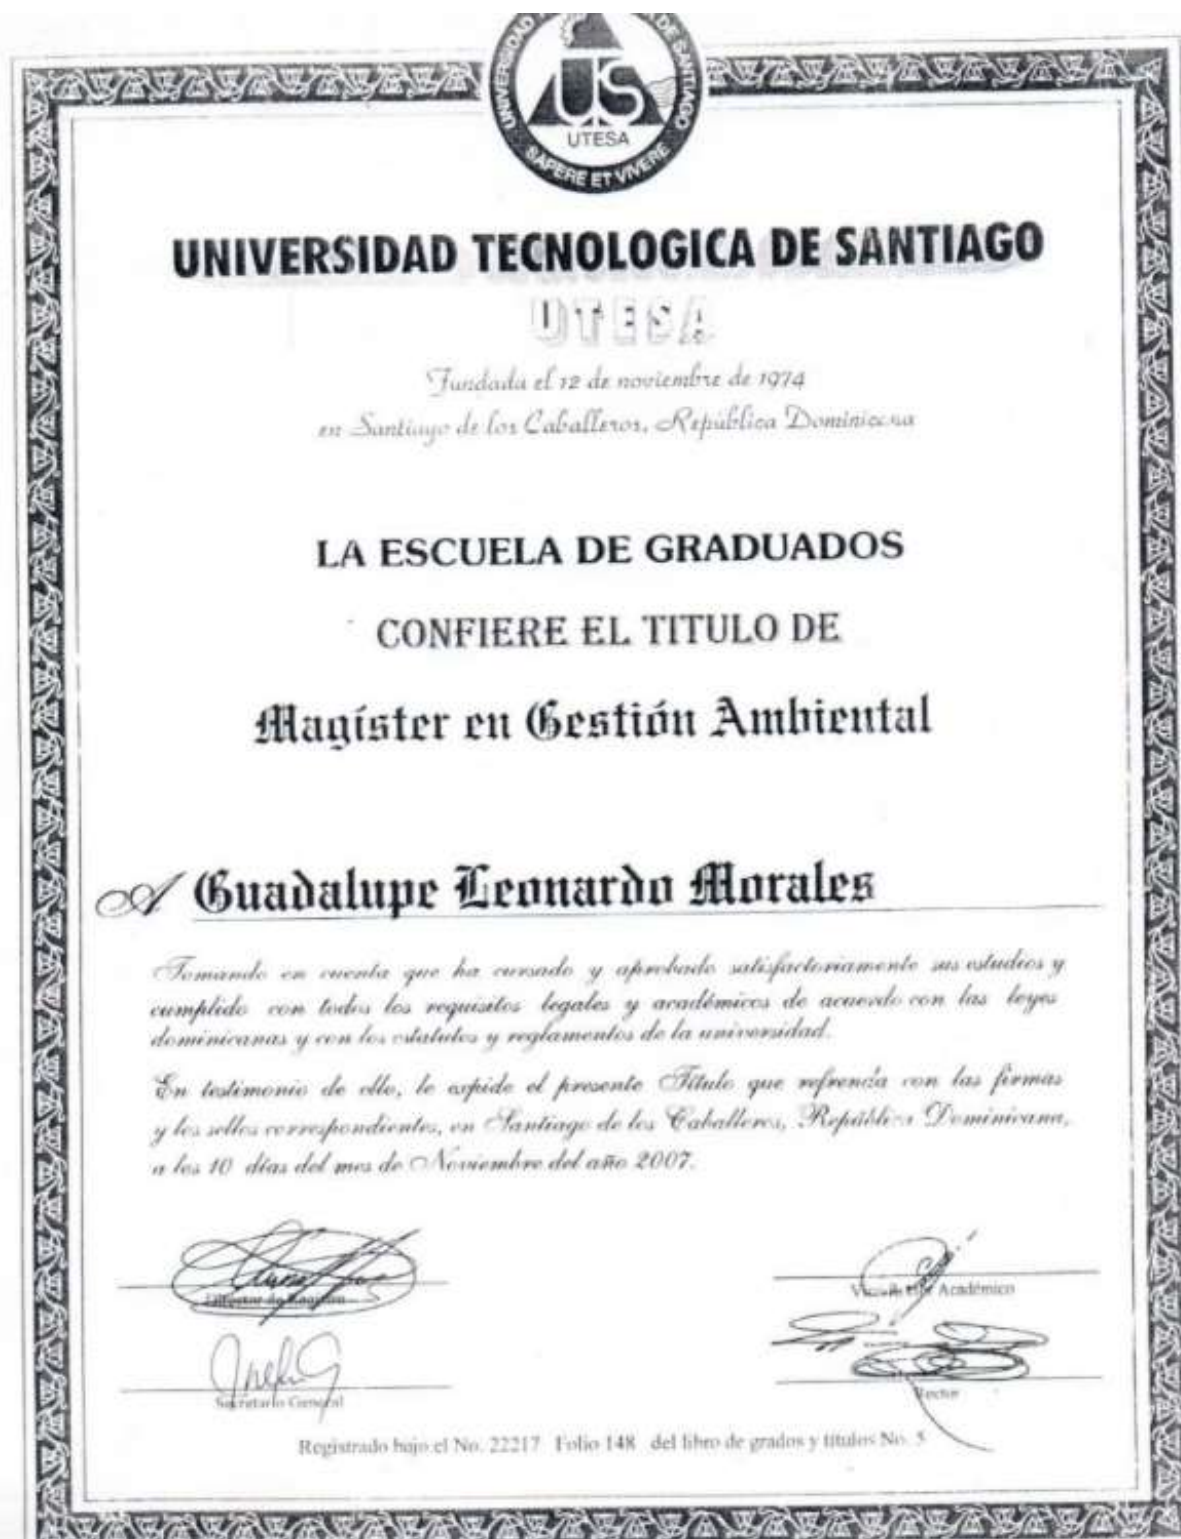 UNIVERSIDAD DE SANTIAGO
US
UTESA
SAPERE ET VIVERE
UNIVERSIDAD TECNOLOGICA DE SANTIAGO
UTESA
Fundada el 12 de noviembre de 1974
en Santiago de los Caballeros, República Dominicana
LA ESCUELA DE GRADUADOS
CONFIERE EL TITULO DE
Magíster en Gestión Ambiental
A Guadalupe Leonardo Morales
Tomando en cuenta que ha cursado y aprobado satisfactoriamente sus estudios y
cumplido con todos los requisitos legales y académicos de acuerdo con las leyes
dominicanas y con los estatutos y reglamentos de la universidad.
En testimonio de ello, le expide el presente Título que refrenda con las firmas
y los sellos correspondientes, en Santiago de los Caballeros, República Dominicana,
a los 10 días del mes de Noviembre del año 2007.
Director de Registro
Académico
Secretario General
Rector
Registrado bajo el No. 22217 Folio 148 del libro de grados y títulos No. 5